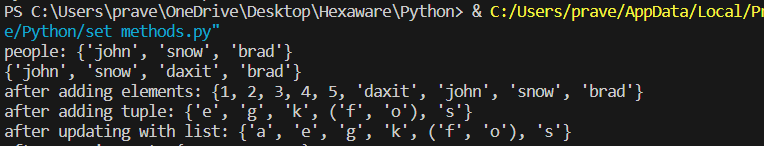 PS C:\Users\prave\OneDrive\Desktop\Hexaware\Python> & C:/Users/prave/AppData/Local/Pr
e/Python/set methods.py"
people: {'john', 'snow', 'brad'}
{'john', 'snow', 'daxit', 'brad'}
after adding elements: {1, 2, 3, 4, 5, 'daxit', 'john', 'snow', 'brad'}
after adding tuple: {'e', 'g', 'k', ('f', 'o'), 's'}
after updating with list: {'a', 'e', 'g', 'k', ('f', 'o'), 's'}